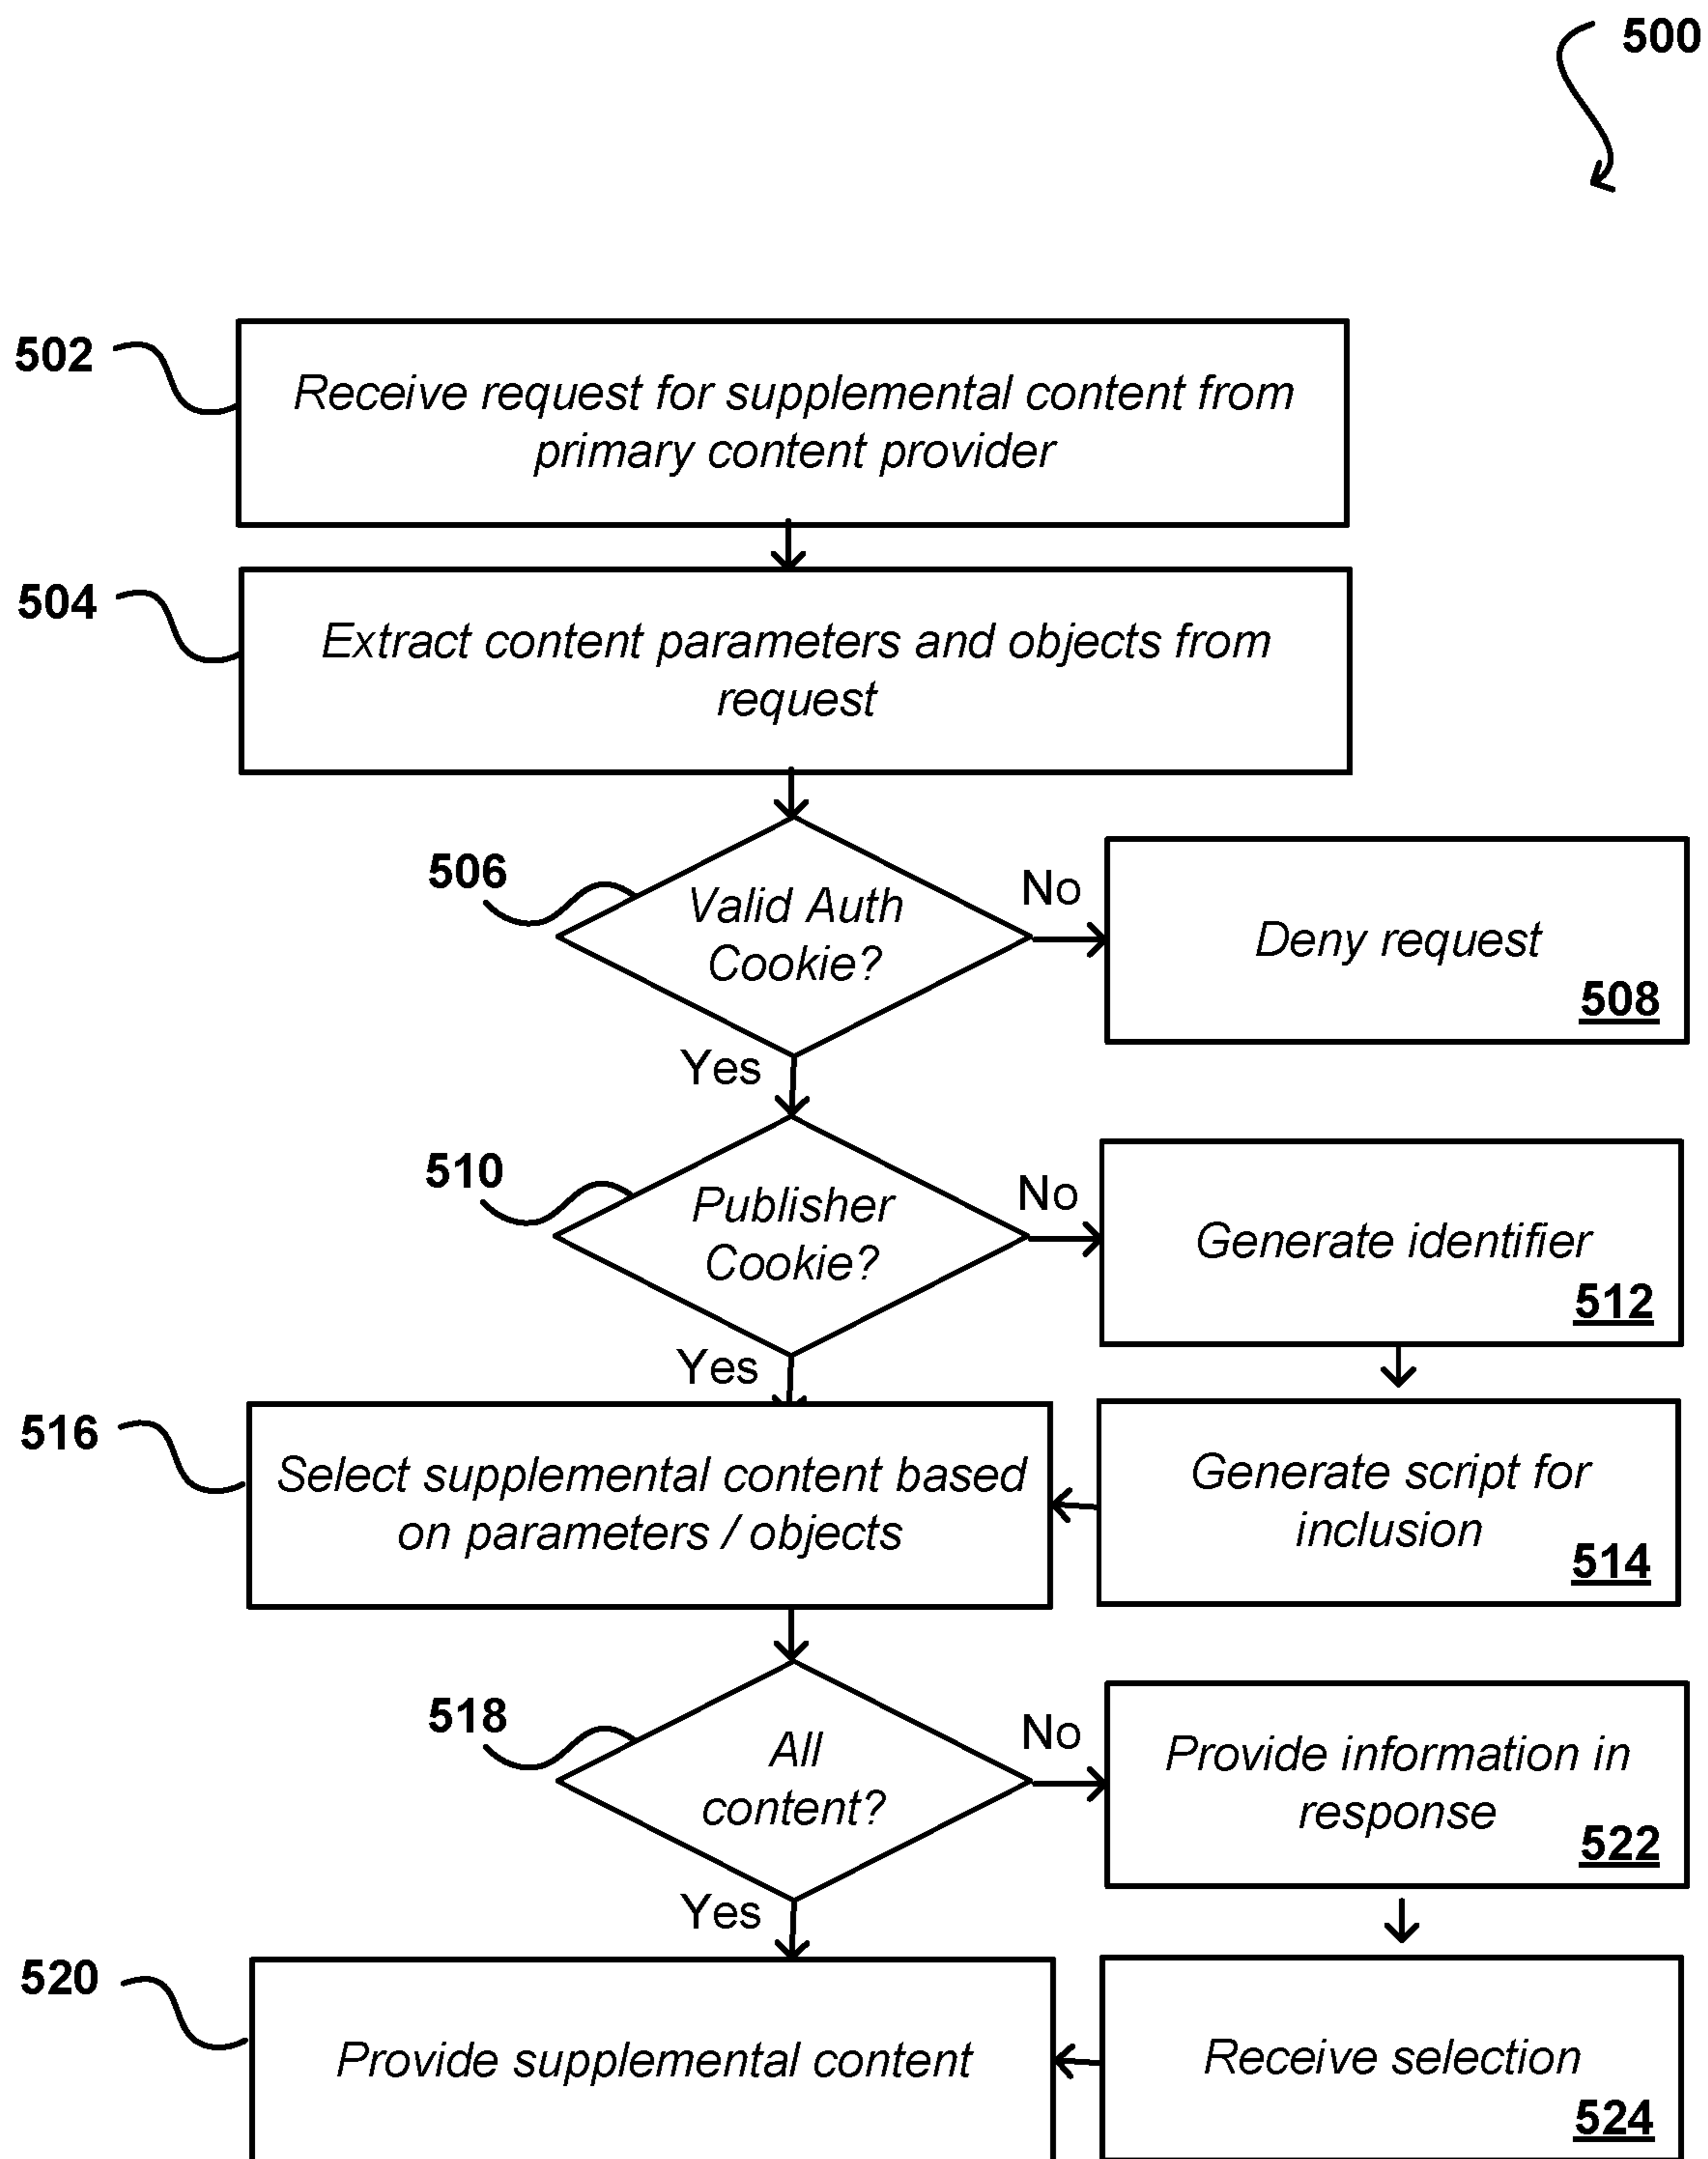 500
502
Receive request for supplemental content from
primary content provider
504
Extract content parameters and objects from
request
506
Valid Auth
Cookie?
No
Deny request
508
Yes
510
Publisher
Cookie?
No
Generate identifier
512
Yes
516
Select supplemental content based
on parameters / objects
Generate script for
inclusion
514
518
All
content?
No
Provide information in
response
522
Yes
520
Provide supplemental content
Receive selection
524